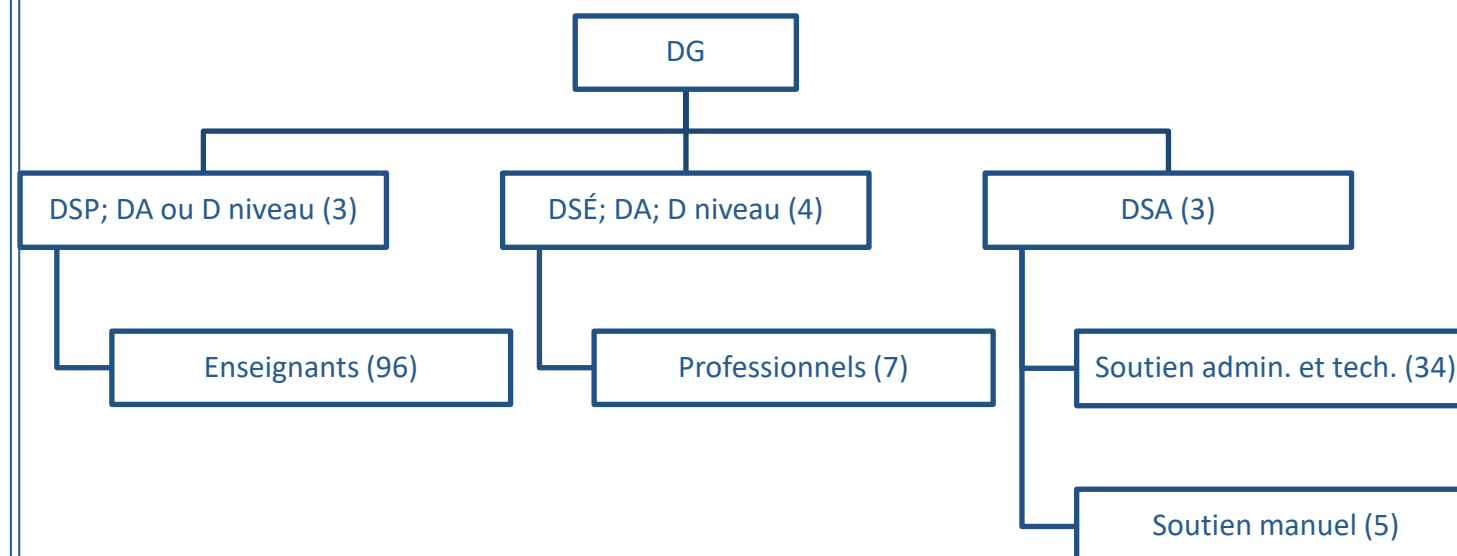 DG
DSP; DA ou D niveau (3)
DSÉ; DA; D niveau (4)
DSA (3)
Enseignants (96)
Professionnels (7)
Soutien admin. et tech. (34)
Soutien manuel (5)